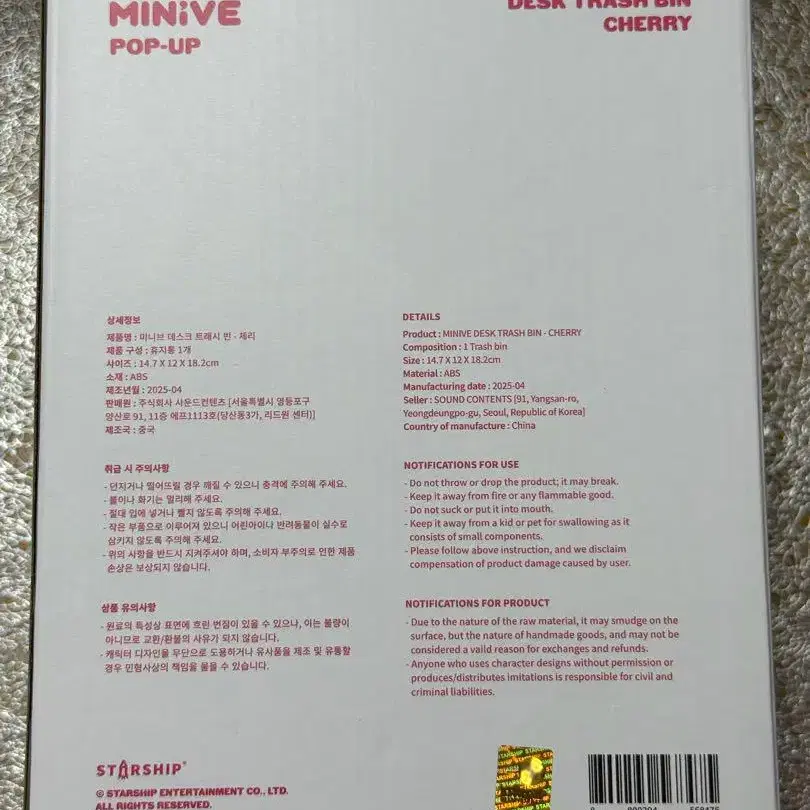 MINIVE
POP-UP
DESK TRASH BIN
CHERRY
상세정보
제품명 : 미니브 데스크 트래시 빈 - 체리
제품 구성 : 휴지통 1개
사이즈 : 14.7 X 12 X 18.2cm
소재 : ABS
제조년월 : 2025-04
판매원 : 주식회사 사운드컨텐츠 [서울특별시 영등포구
양산로 91, 11층 에프1113호(당산동3가, 리드원 센터)]
제조국 : 중국
취급 시 주의사항
- 던지거나 떨어뜨릴 경우 깨질 수 있으니 충격에 주의해 주세요.
- 불이나 화기는 멀리해 주세요.
- 절대 입에 넣거나 빨지 않도록 주의해 주세요.
- 작은 부품으로 이루어져 있으니 어린아이나 반려동물이 실수로
삼키지 않도록 주의해 주세요.
- 위의 사항을 반드시 지켜주셔야 하며, 소비자 부주의로 인한 제품
손상은 보상되지 않습니다.
상품 유의사항
- 원료의 특성상 표면에 흐린 번짐이 있을 수 있으나, 이는 불량이
아니므로 교환/환불의 사유가 되지 않습니다.
- 캐릭터 디자인을 무단으로 도용하거나 유사품을 제조 및 유통할
경우 민형사상의 책임을 물을 수 있습니다.
DETAILS
Product : MINIVE DESK TRASH BIN - CHERRY
Composition : 1 Trash bin
Size : 14.7 X 12 X 18.2cm
Material : ABS
Manufacturing date : 2025-04
Seller : SOUND CONTENTS [91, Yangsan-ro,
Yeongdeungpo-gu, Seoul, Republic of Korea]
Country of manufacture : China
NOTIFICATIONS FOR USE
- Do not throw or drop the product; it may break.
- Keep it away from fire or any flammable good.
- Do not suck or put it into mouth.
- Keep it away from a kid or pet for swallowing as it
consists of small components.
- Please follow above instruction, and we disclaim
compensation of product damage caused by user.
NOTIFICATIONS FOR PRODUCT
- Due to the nature of the raw material, it may smudge on the
surface, but the nature of handmade goods, and may not be
considered a vaild reason for exchanges and refunds.
- Anyone who uses character designs without permission or
produces/distributes imitations is responsible for civil and
criminal liabilities.
STARSHIP
© STARSHIP ENTERTAINMENT CO., LTD.
ALL RIGHTS RESERVED.